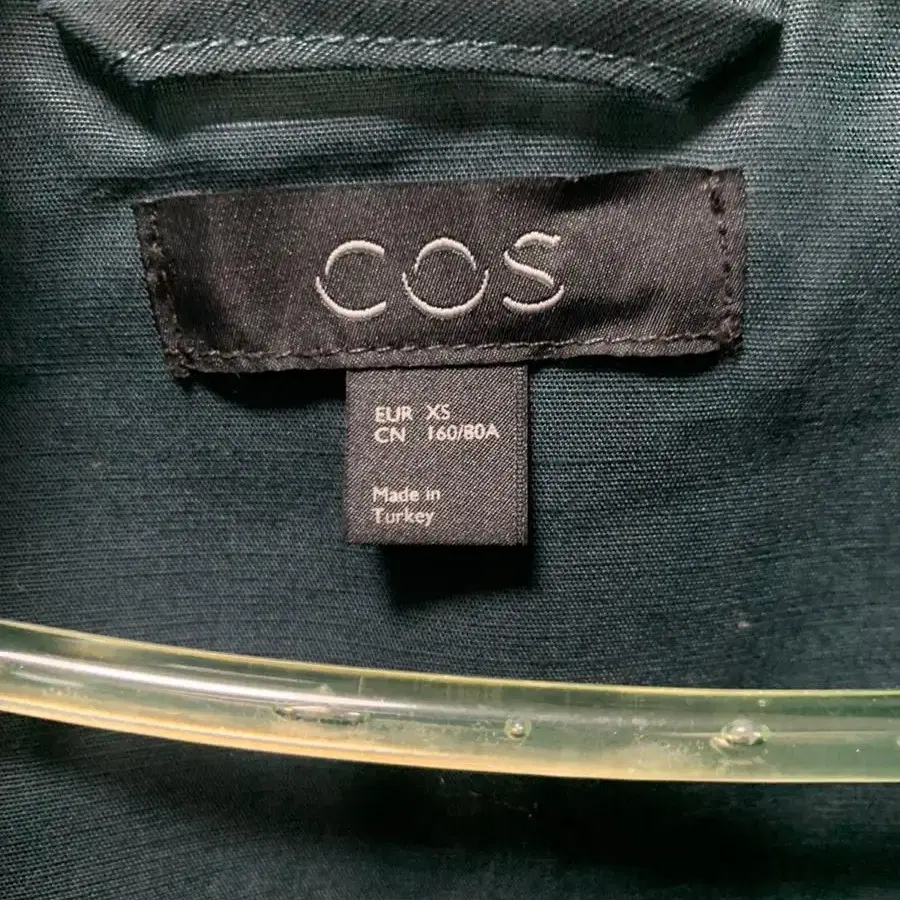 COS
EUR XS
CN 160/80A
Made in
Turkey